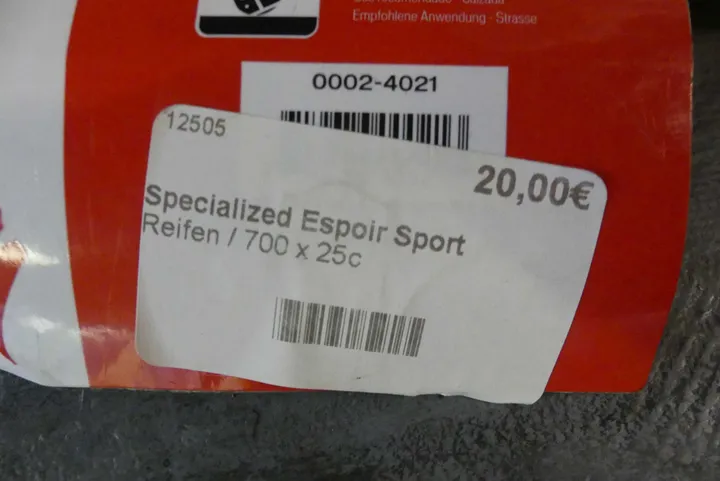 Empfohlene Anwendung · Strasse
0002-4021
12505
20,00€
Specialized Espoir Sport
Reifen / 700 x 25c